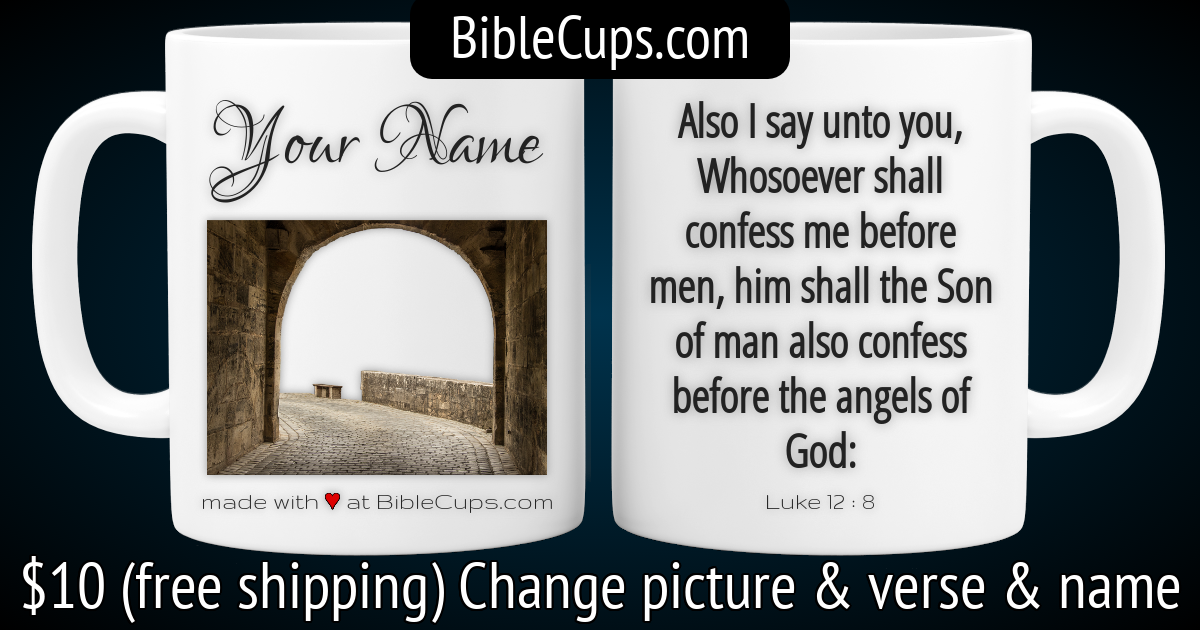 BibleCups.com
Your Name
made with ♥ at BibleCups.com
Also I say unto you,
Whosoever shall
confess me before
men, him shall the Son
of man also confess
before the angels of
God:
Luke 12 : 8
$10 (free shipping) Change picture & verse & name